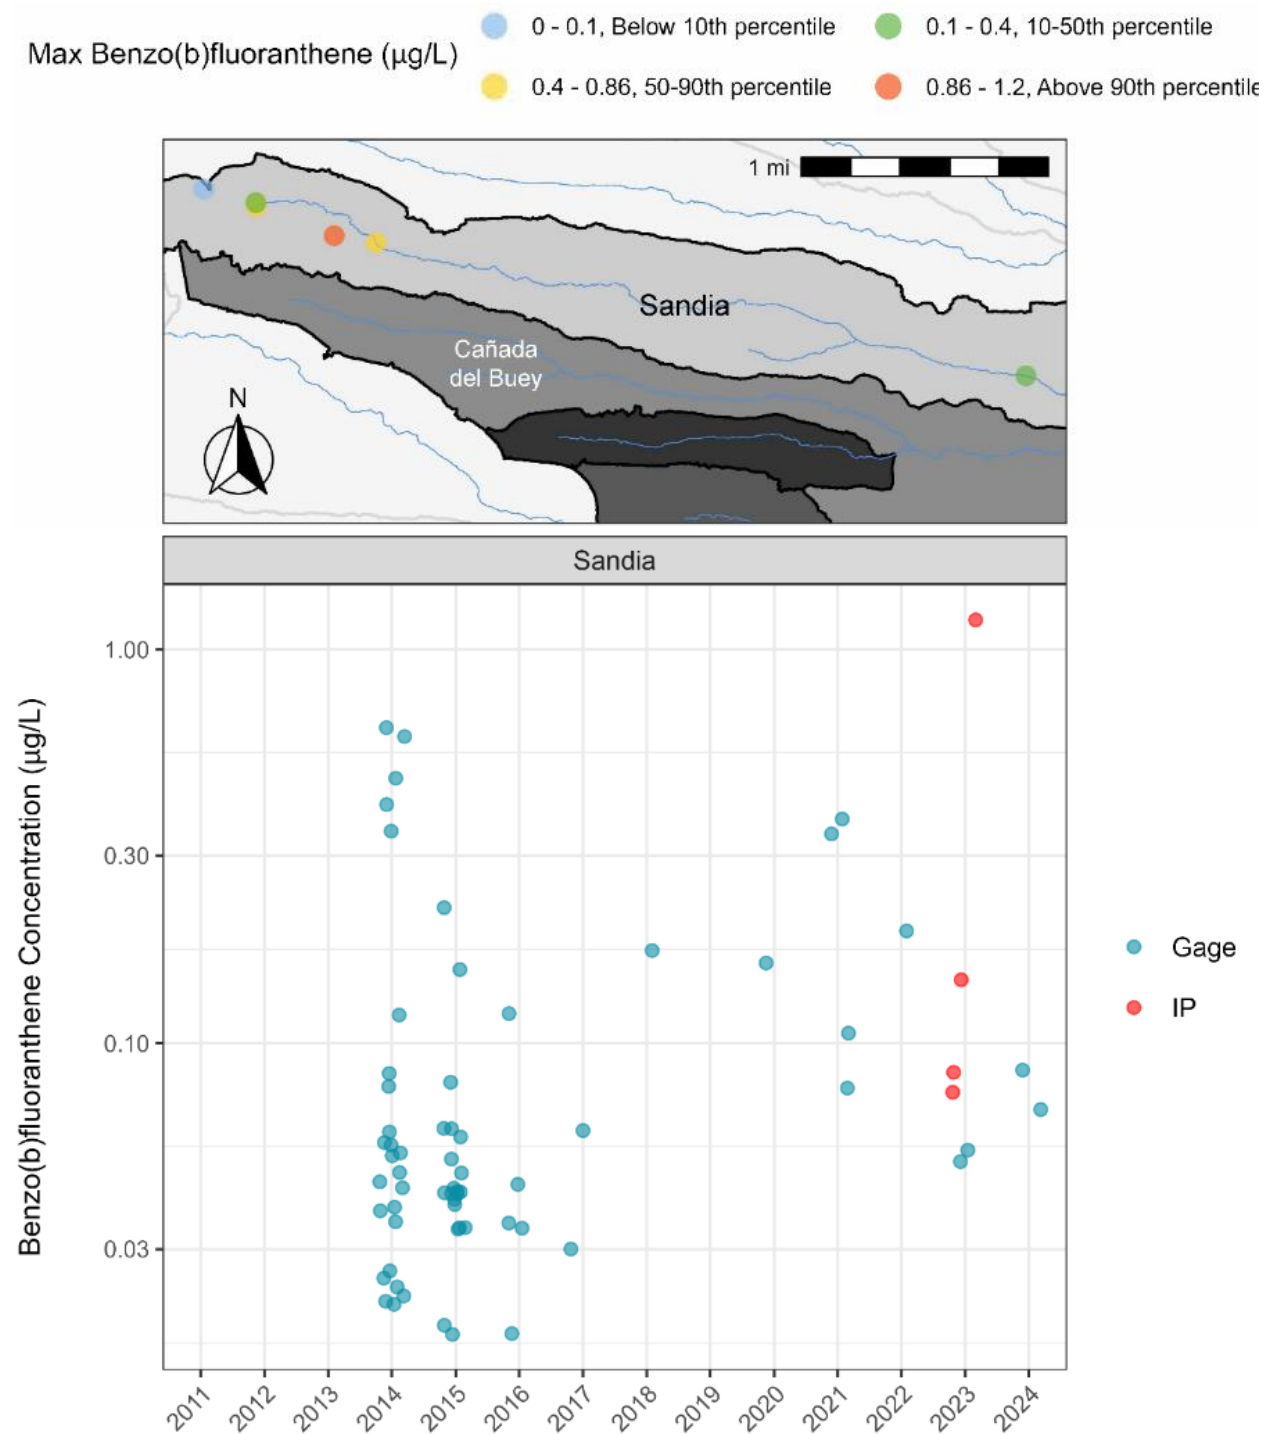 Max Benzo(b)fluoranthene (µg/L)
0 - 0.1, Below 10th percentile
0.1 - 0.4, 10-50th percentile
0.4 - 0.86, 50-90th percentile
0.86 - 1.2, Above 90th percentile
1 mi
Sandia
Cañada
del Buey
N
Sandia
Benzo(b)fluoranthene Concentration (µg/L)
1.00
0.30
0.10
0.03
2011
2012
2013
2014
2015
2016
2017
2018
2019
2020
2021
2022
2023
2024
Gage
IP